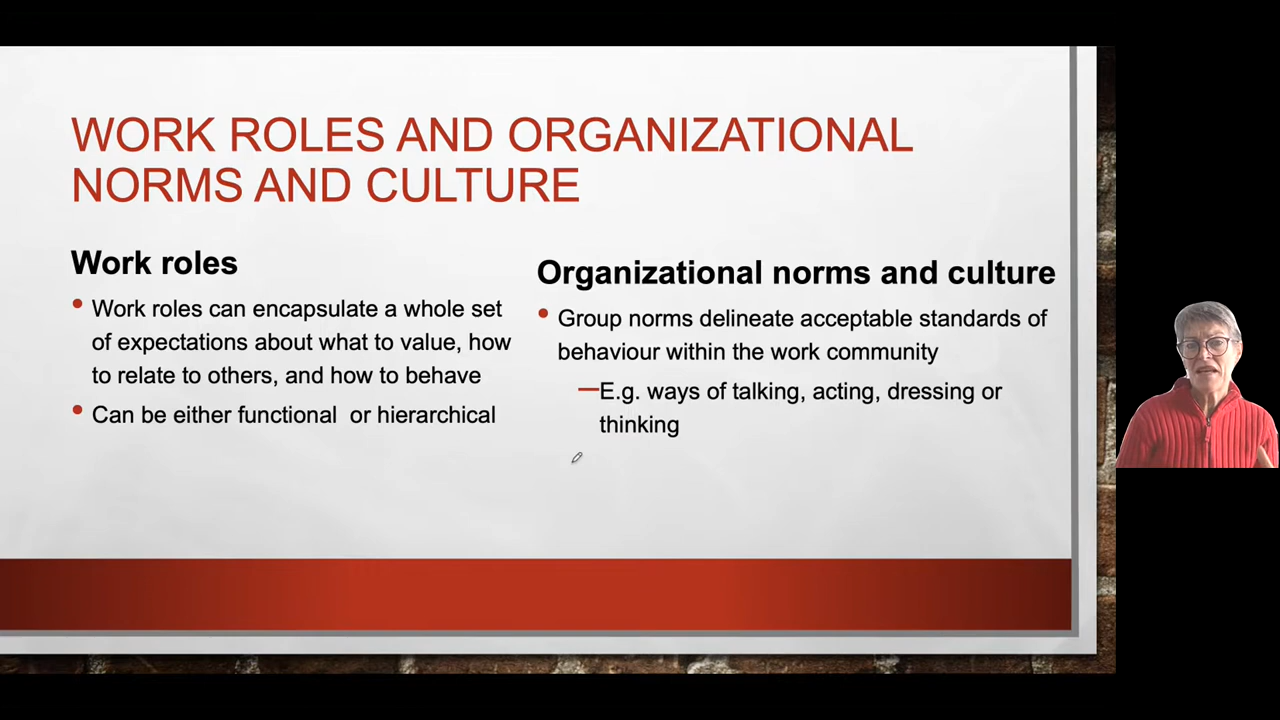 WORK ROLES AND ORGANIZATIONAL
NORMS AND CULTURE
Work roles
• Work roles can encapsulate a whole set
of expectations about what to value, how
to relate to others, and how to behave
• Can be either functional  or hierarchical
Organizational norms and culture
• Group norms delineate acceptable standards of
behaviour within the work community
—E.g. ways of talking, acting, dressing or
thinking